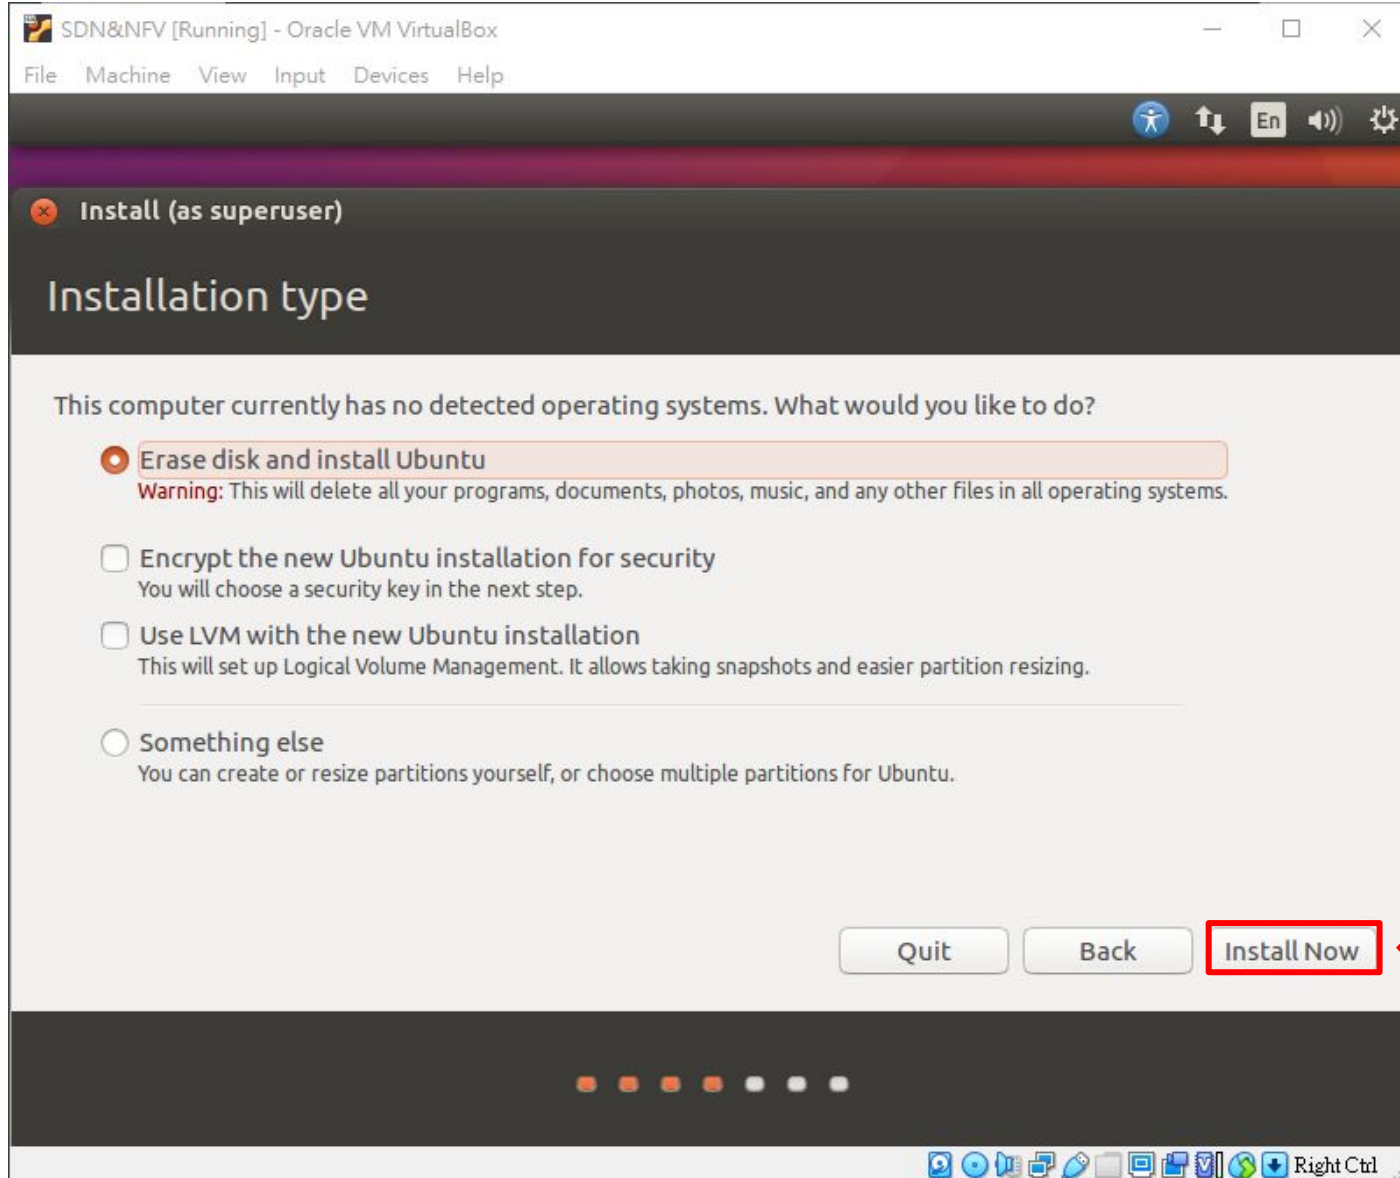 SDN&NFV [Running] - Oracle VM VirtualBox
File Machine View Input Devices Help
En
Install (as superuser)
Installation type
This computer currently has no detected operating systems. What would you like to do?
Erase disk and install Ubuntu
Warning: This will delete all your programs, documents, photos, music, and any other files in all operating systems.
Encrypt the new Ubuntu installation for security
You will choose a security key in the next step.
Use LVM with the new Ubuntu installation
This will set up Logical Volume Management. It allows taking snapshots and easier partition resizing.
Something else
You can create or resize partitions yourself, or choose multiple partitions for Ubuntu.
Quit Back Install Now
Right Ctrl